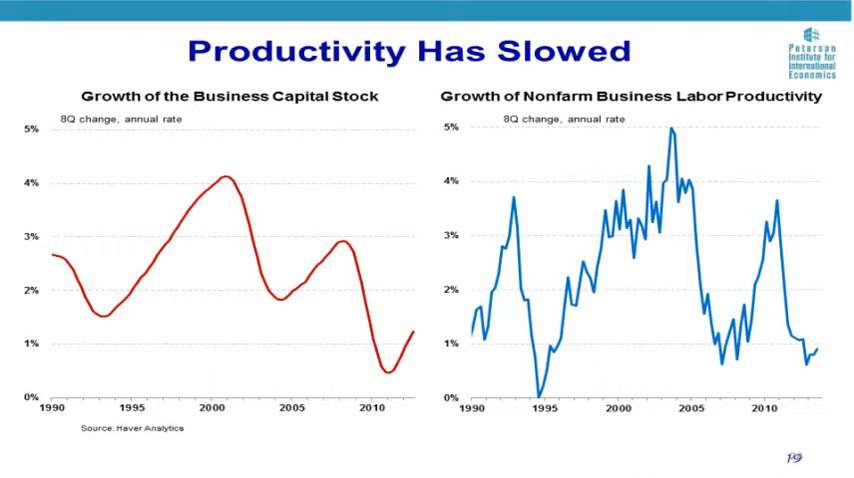 Productivity Has Slowed
Peterson
Institute for
International
Economics
Growth of the Business Capital Stock
8Q change, annual rate
5%
4%
3%
2%
1%
0%
1990 1995 2000 2005 2010
Source: Haver Analytics
Growth of Nonfarm Business Labor Productivity
8Q change, annual rate
5%
4%
3%
2%
1%
0%
1990 1995 2000 2005 2010